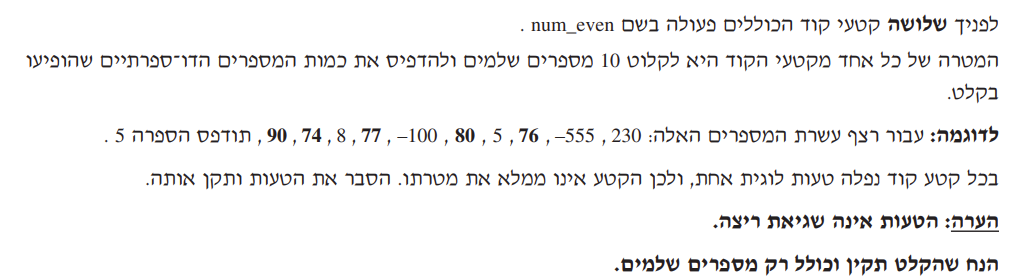 לפניך שלושה קטעי קוד הכוללים פעולה בשם num_even .
המטרה של כל אחד מקטעי הקוד היא לקלוט 10 מספרים שלמים ולהדפיס את כמות המספרים הדו־ספרתיים שהופיעו
בקלט.
לדוגמה: עבור רצף עשרת המספרים האלה: 230 , 555– , 76 , 5 , 80 , 100– , 77 , 8 , 74 , 90 , תודפס הספרה 5 .
בכל קטע קוד נפלה טעות לוגית אחת, ולכן הקטע אינו ממלא את מטרתו. הסבר את הטעות ותקן אותה.
הערה: הטעות אינה שגיאת ריצה.
הנח שהקלט תקין וכולל רק מספרים שלמים.